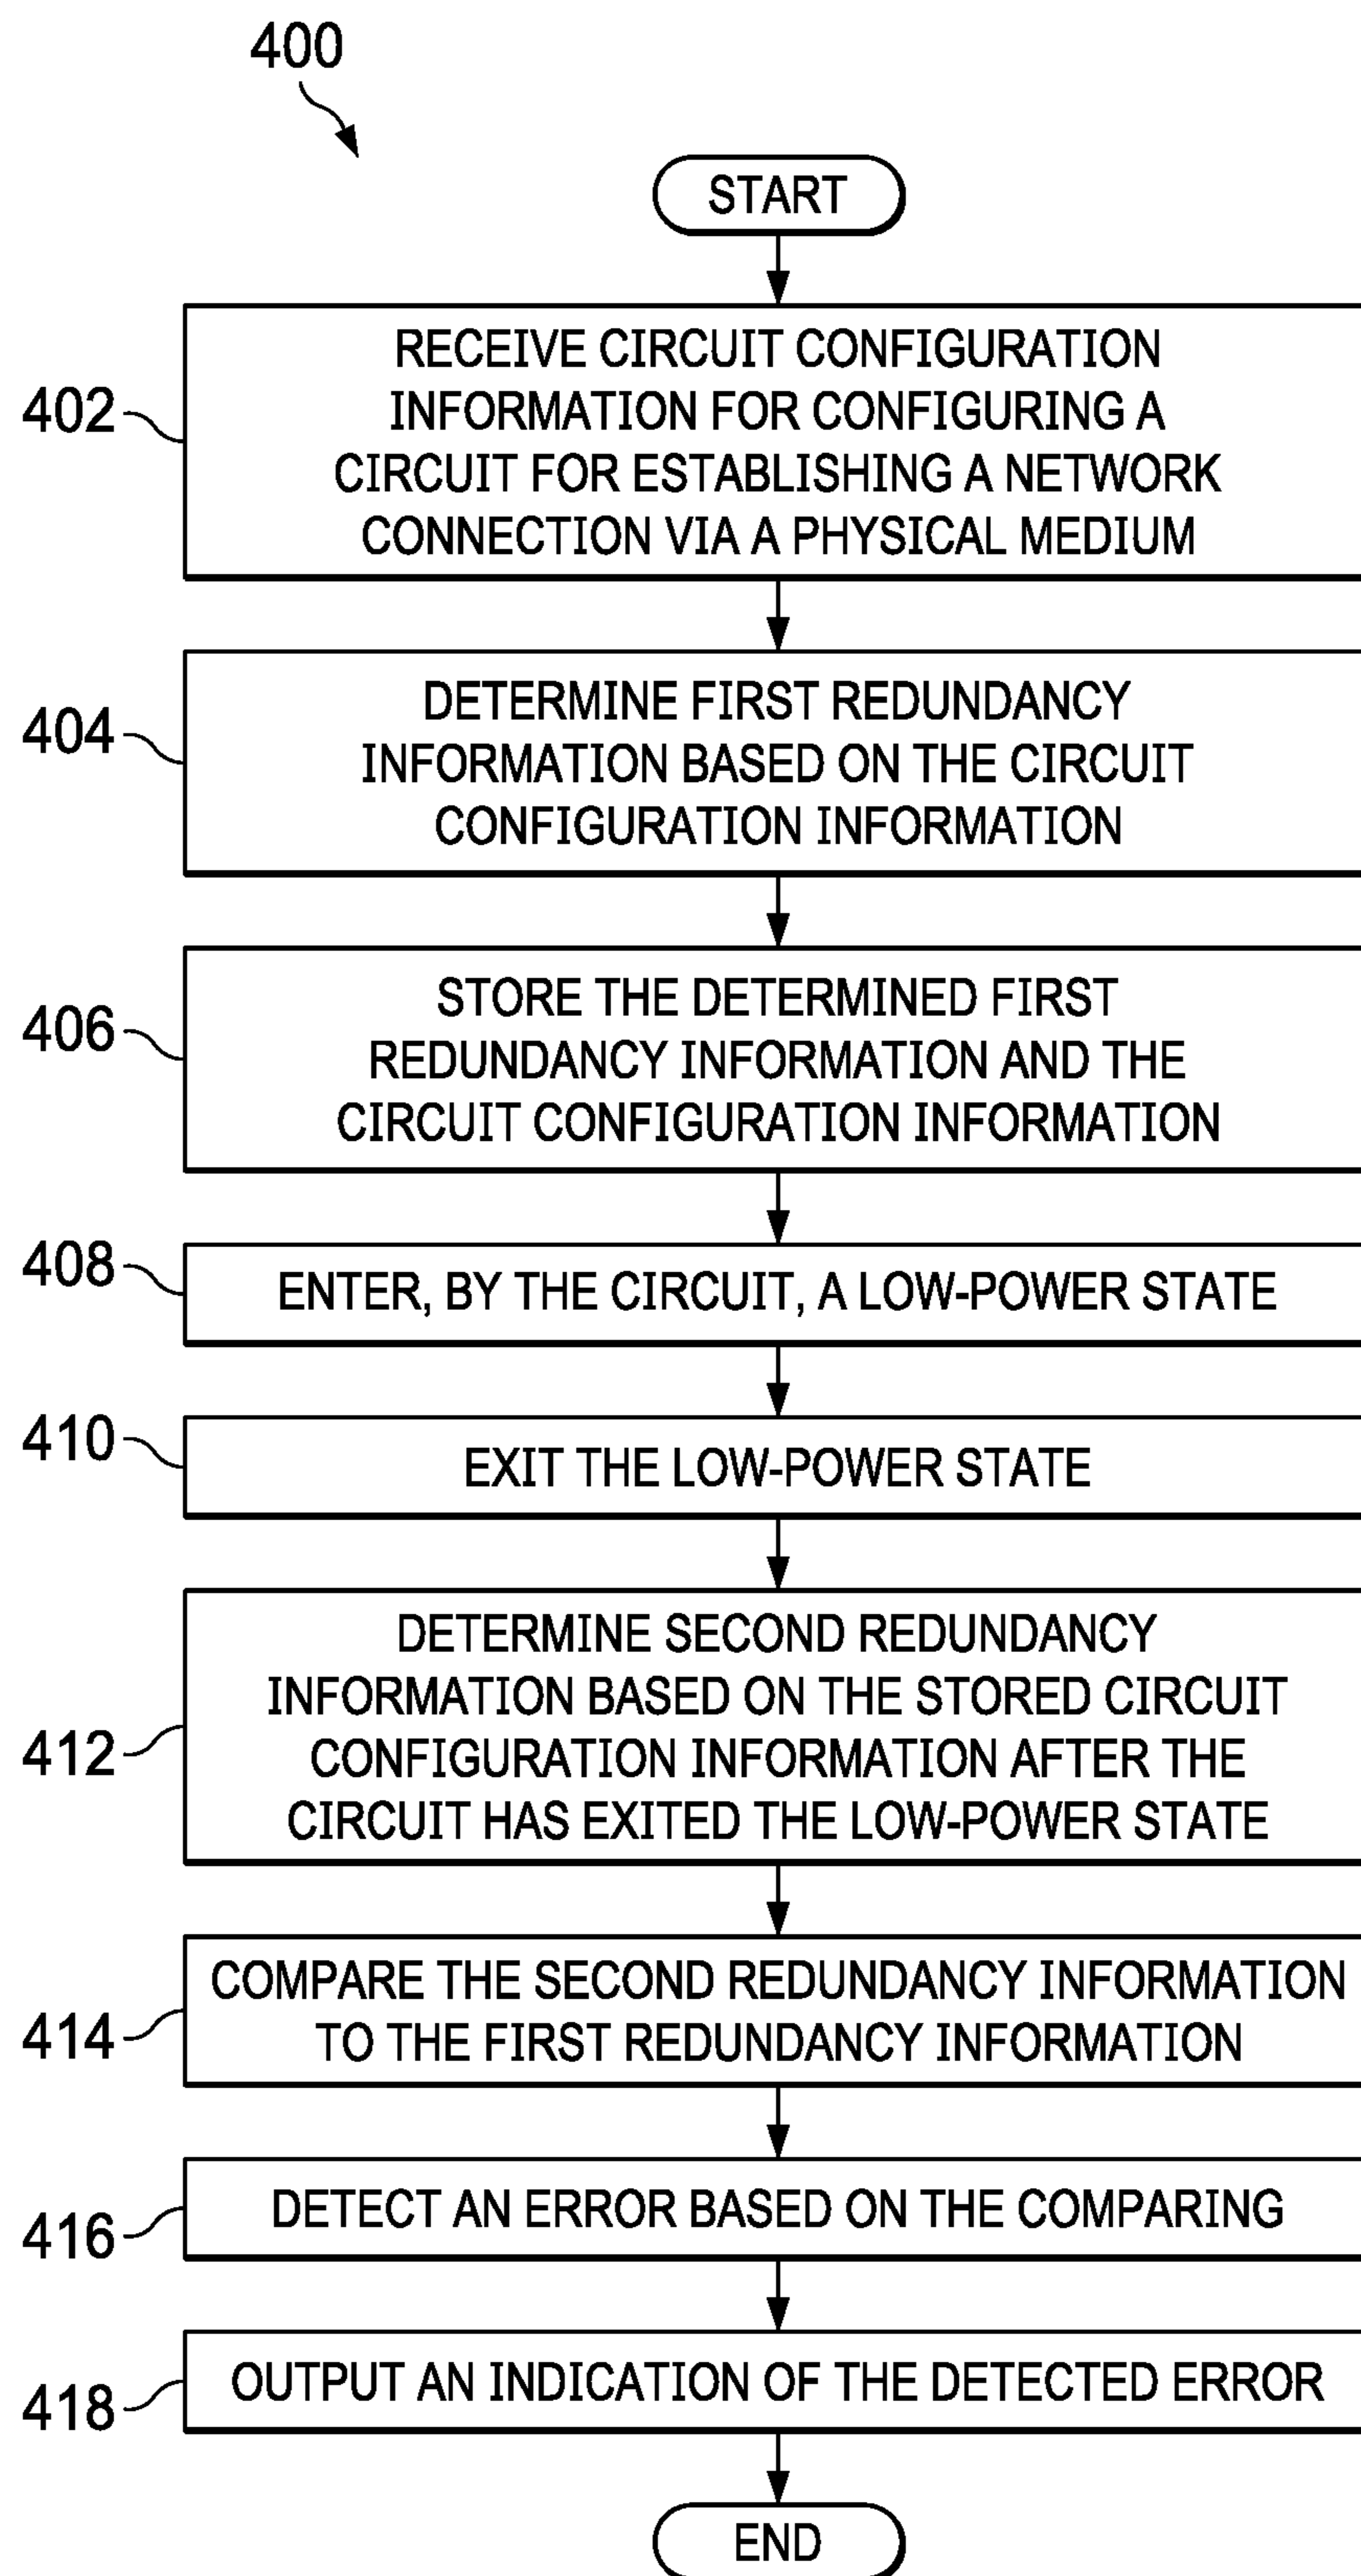 400
START
402
RECEIVE CIRCUIT CONFIGURATION
INFORMATION FOR CONFIGURING A
CIRCUIT FOR ESTABLISHING A NETWORK
CONNECTION VIA A PHYSICAL MEDIUM
404
DETERMINE FIRST REDUNDANCY
INFORMATION BASED ON THE CIRCUIT
CONFIGURATION INFORMATION
406
STORE THE DETERMINED FIRST
REDUNDANCY INFORMATION AND THE
CIRCUIT CONFIGURATION INFORMATION
408
ENTER, BY THE CIRCUIT, A LOW-POWER STATE
410
EXIT THE LOW-POWER STATE
412
DETERMINE SECOND REDUNDANCY
INFORMATION BASED ON THE STORED CIRCUIT
CONFIGURATION INFORMATION AFTER THE
CIRCUIT HAS EXITED THE LOW-POWER STATE
414
COMPARE THE SECOND REDUNDANCY INFORMATION
TO THE FIRST REDUNDANCY INFORMATION
416
DETECT AN ERROR BASED ON THE COMPARING
418
OUTPUT AN INDICATION OF THE DETECTED ERROR
END